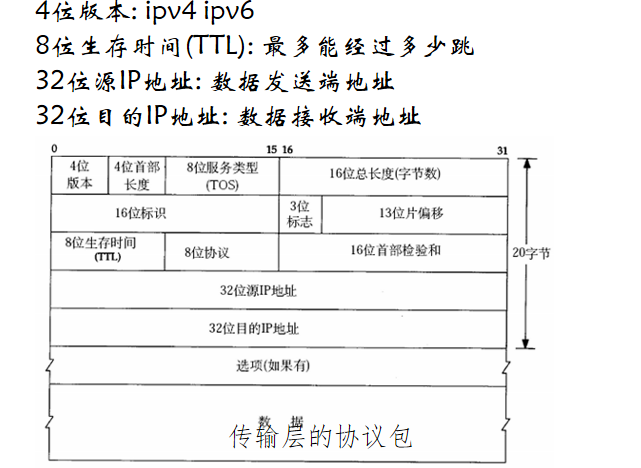 4位版本: ipv4 ipv6
8位生存时间(TTL): 最多能经过多少跳
32位源IP地址: 数据发送端地址
32位目的IP地址: 数据接收端地址
0 15 16 31
4位版本 4位首部长度 8位服务类型(TOS) 16位总长度(字节数)
16位标识 3位标志 13位片偏移
8位生存时间(TTL) 8位协议 16位首部检验和
20字节
32位源IP地址
32位目的IP地址
选项(如果有)
数 据
传输层的协议包